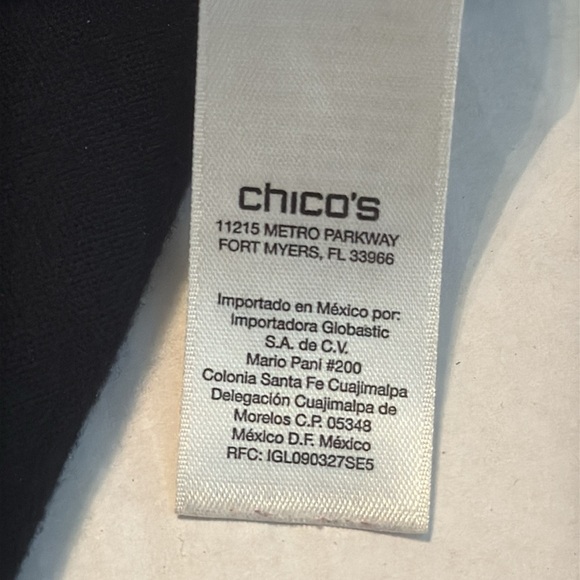 chico's
11215 METRO PARKWAY
FORT MYERS, FL 33966
Importado en México por:
Importadora Globastic
S.A. de C.V.
Mario Pani #200
Colonia Santa Fe Cuajimalpa
Delegación Cuajimalpa de
Morelos C.P. 05348
México D.F. México
RFC: IGL090327SE5